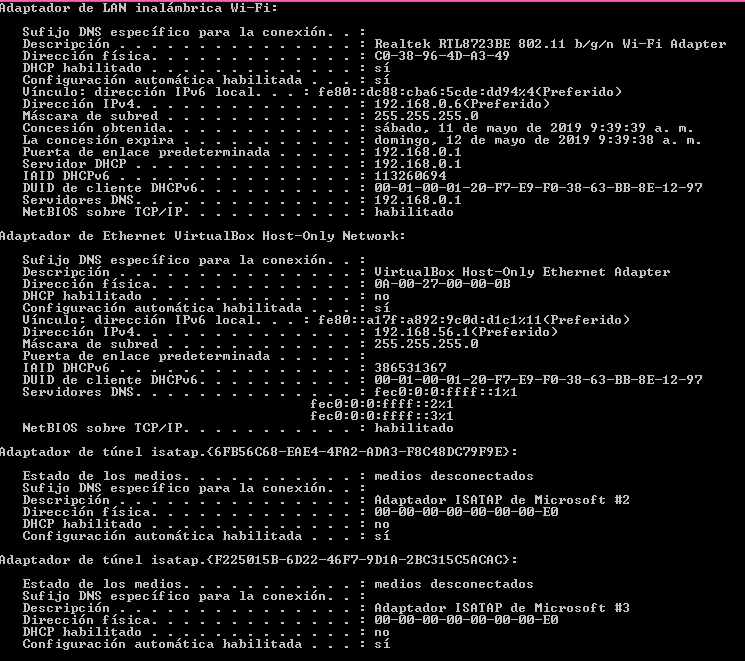 Adaptador de LAN inalámbrica Wi-Fi:
Sufijo DNS específico para la conexión. . :
Descripción . . . . . . . . . . . . . . . : Realtek RTL8723BE 802.11 b/g/n Wi-Fi Adapter
Dirección física. . . . . . . . . . . . . : C0-38-96-4D-A3-49
DHCP habilitado . . . . . . . . . . . . . : sí
Configuración automática habilitada . . . : sí
Vínculo: dirección IPv6 local. . . : fe80::dc88:cba6:5cde:dd94%4(Preferido)
Dirección IPv4. . . . . . . . . . . . . . : 192.168.0.6(Preferido)
Máscara de subred . . . . . . . . . . . . : 255.255.255.0
Concesión obtenida. . . . . . . . . . . . : sábado, 11 de mayo de 2019 9:39:39 a. m.
La concesión expira . . . . . . . . . . . : domingo, 12 de mayo de 2019 9:39:38 a. m.
Puerta de enlace predeterminada . . . . . : 192.168.0.1
Servidor DHCP . . . . . . . . . . . . . . : 192.168.0.1
IAID DHCPv6 . . . . . . . . . . . . . . . : 113260694
DUID de cliente DHCPv6. . . . . . . . . . : 00-01-00-01-20-F7-E9-F0-38-63-BB-8E-12-97
Servidores DNS. . . . . . . . . . . . . . : 192.168.0.1
NetBIOS sobre TCP/IP. . . . . . . . . . . : habilitado
Adaptador de Ethernet VirtualBox Host-Only Network:
Sufijo DNS específico para la conexión. . :
Descripción . . . . . . . . . . . . . . . : VirtualBox Host-Only Ethernet Adapter
Dirección física. . . . . . . . . . . . . : 0A-00-27-00-00-0B
DHCP habilitado . . . . . . . . . . . . . : no
Configuración automática habilitada . . . : sí
Vínculo: dirección IPv6 local. . . : fe80::a17f:a892:9c0d:d1c1%11(Preferido)
Dirección IPv4. . . . . . . . . . . . . . : 192.168.56.1(Preferido)
Máscara de subred . . . . . . . . . . . . : 255.255.255.0
Puerta de enlace predeterminada . . . . . :
IAID DHCPv6 . . . . . . . . . . . . . . . : 386531367
DUID de cliente DHCPv6. . . . . . . . . . : 00-01-00-01-20-F7-E9-F0-38-63-BB-8E-12-97
Servidores DNS. . . . . . . . . . . . . . : fec0:0:0:ffff::1%1
fec0:0:0:ffff::2%1
fec0:0:0:ffff::3%1
NetBIOS sobre TCP/IP. . . . . . . . . . . : habilitado
Adaptador de túnel isatap.{6FB56C68-EAE4-4FA2-ADA3-F8C48DC79F9E}:
Estado de los medios. . . . . . . . . . . : medios desconectados
Sufijo DNS específico para la conexión. . :
Descripción . . . . . . . . . . . . . . . : Adaptador ISATAP de Microsoft #2
Dirección física. . . . . . . . . . . . . : 00-00-00-00-00-00-00-E0
DHCP habilitado . . . . . . . . . . . . . : no
Configuración automática habilitada . . . : sí
Adaptador de túnel isatap.{F225015B-6D22-46F7-9D1A-2BC315C5ACAC}:
Estado de los medios. . . . . . . . . . . : medios desconectados
Sufijo DNS específico para la conexión. . :
Descripción . . . . . . . . . . . . . . . : Adaptador ISATAP de Microsoft #3
Dirección física. . . . . . . . . . . . . : 00-00-00-00-00-00-00-E0
DHCP habilitado . . . . . . . . . . . . . : no
Configuración automática habilitada . . . : sí